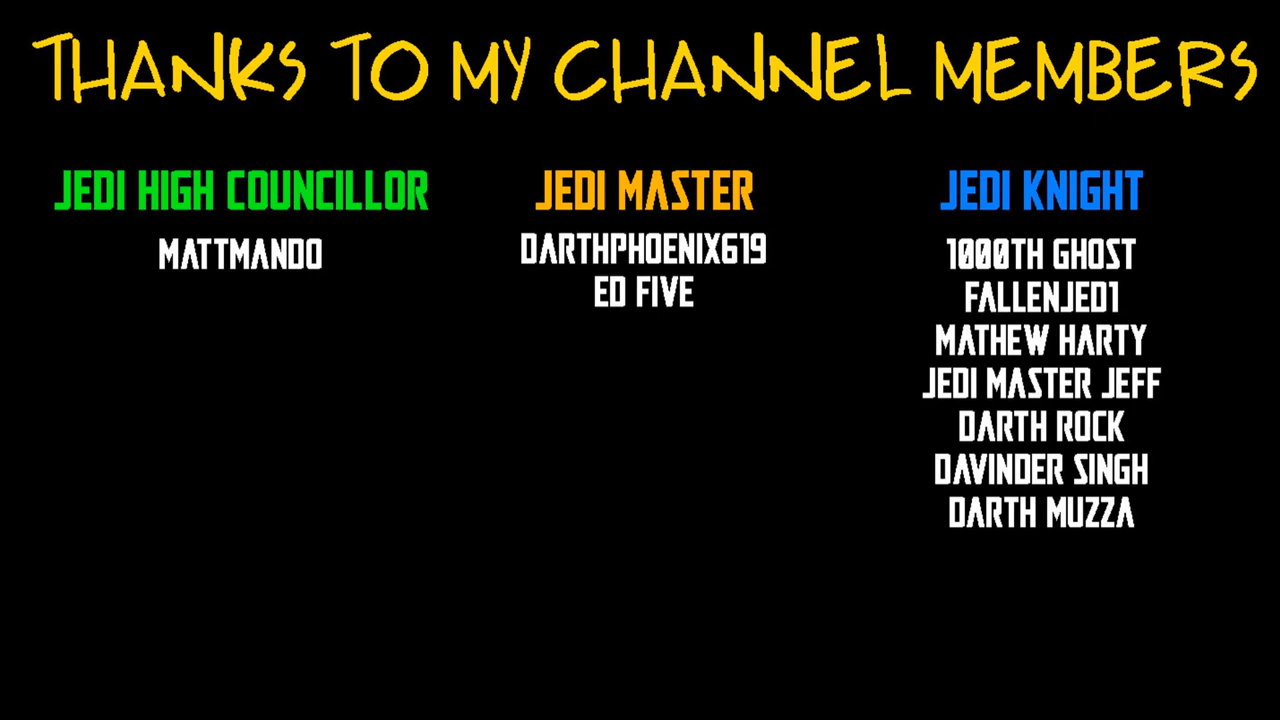 THANKS TO MY CHANNEL MEMBERS
JEDI HIGH COUNCILLOR
MATTMANDO
JEDI MASTER
DARTHPHOENIX619
ED FIVE
JEDI KNIGHT
1000TH GHOST
FALLENJED1
MATHEW HARTY
JEDI MASTER JEFF
DARTH ROCK
DAVINDER SINGH
DARTH MUZZA